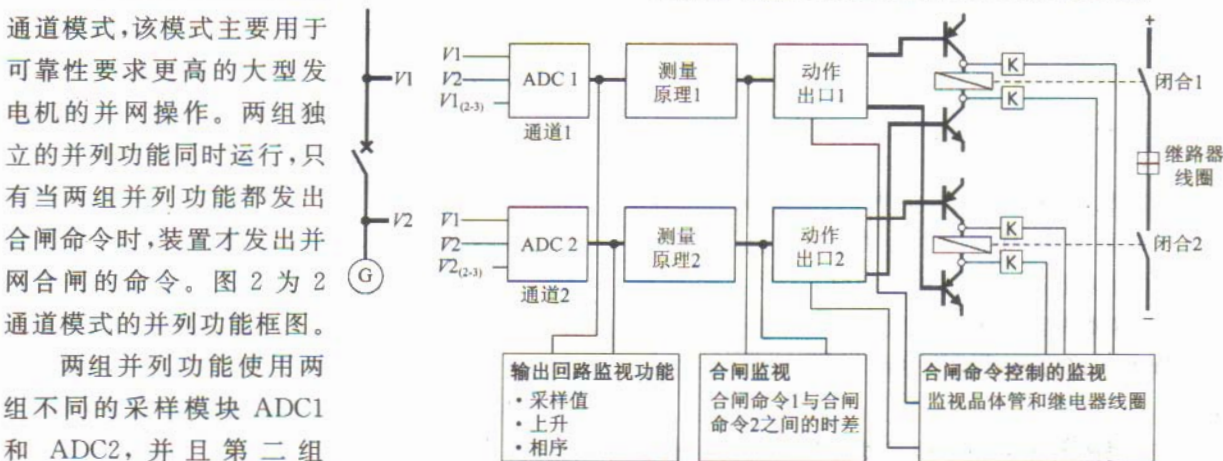 通道模式,该模式主要用于
可靠性要求更高的大型发
电机的并网操作。两组独
立的并列功能同时运行,只
有当两组并列功能都发出
合闸命令时,装置才发出并
网合闸的命令。图 2 为 2
通道模式的并列功能框图。
两组并列功能使用两
组不同的采样模块 ADC1
和 ADC2,并且第二组
V1
V2
G
V1
V2
V1(2-3)
ADC 1
通道1
测量
原理1
动作
出口1
K
K
+
闭合1
继路器
线圈
V1
V2
V2(2-3)
ADC 2
通道2
测量
原理2
动作
出口2
K
K
闭合2
−
输出回路监视功能
・采样值
・上升
・相序
合闸监视
合闸命令1与合闸
命令2之间的时差
合闸命令控制的监视
监视晶体管和继电器线圈